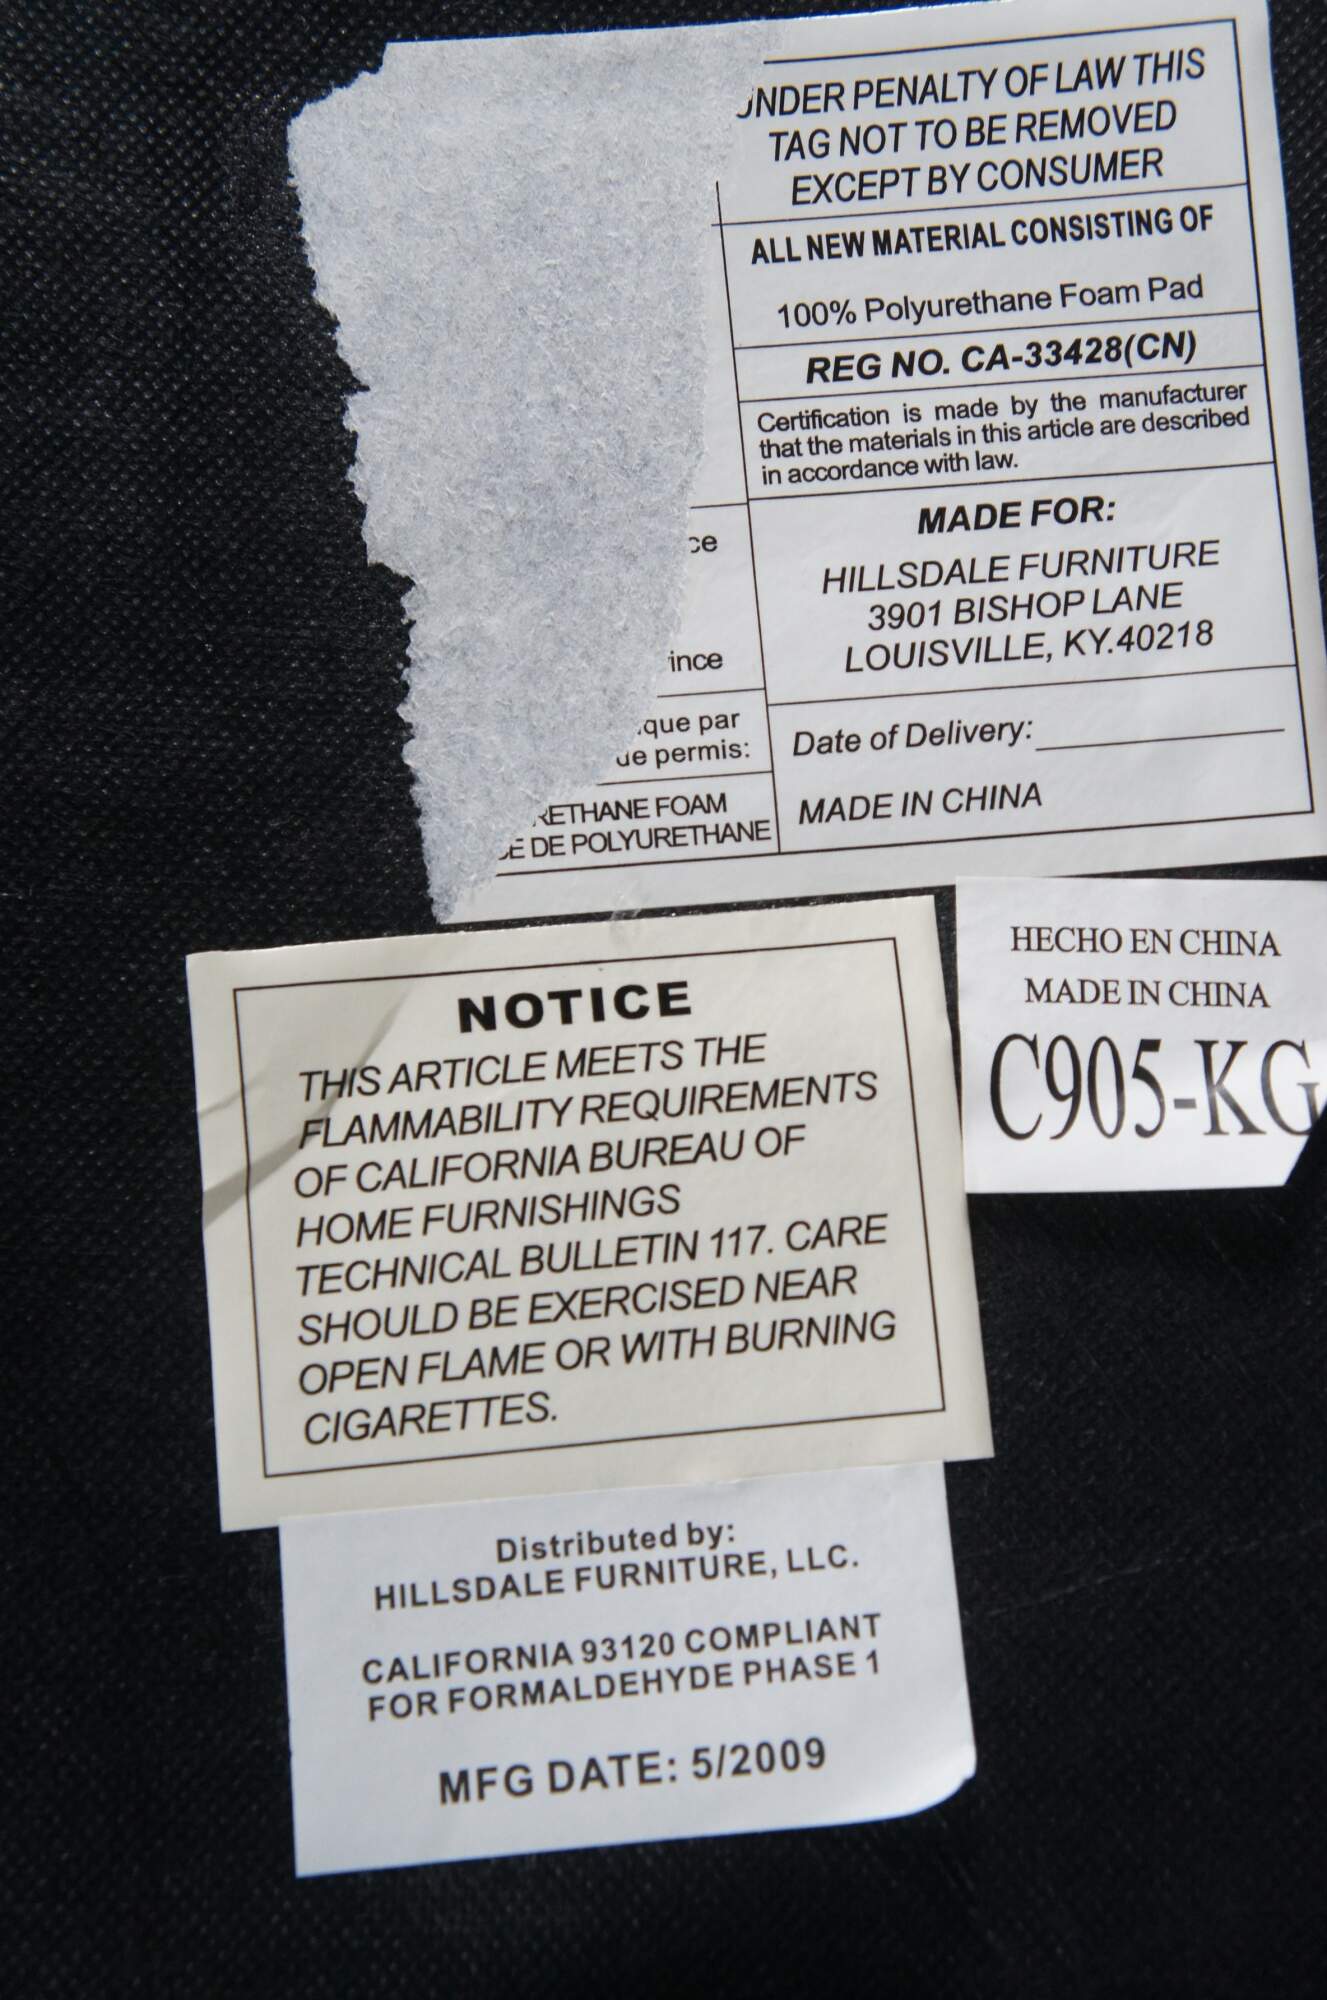 UNDER PENALTY OF LAW THIS
TAG NOT TO BE REMOVED
EXCEPT BY CONSUMER
ALL NEW MATERIAL CONSISTING OF
100% Polyurethane Foam Pad
REG NO. CA-33428(CN)
Certification is made by the manufacturer
that the materials in this article are described
in accordance with law.
MADE FOR:
HILLSDALE FURNITURE
3901 BISHOP LANE
LOUISVILLE, KY.40218
Date of Delivery:
MADE IN CHINA
par
de permis:
FOAM
DE POLYURETHANE
HECHO EN CHINA
MADE IN CHINA
C905-KG
NOTICE
THIS ARTICLE MEETS THE
FLAMMABILITY REQUIREMENTS
OF CALIFORNIA BUREAU OF
HOME FURNISHINGS
TECHNICAL BULLETIN 117. CARE
SHOULD BE EXERCISED NEAR
OPEN FLAME OR WITH BURNING
CIGARETTES.
Distributed by:
HILLSDALE FURNITURE, LLC.
CALIFORNIA 93120 COMPLIANT
FOR FORMALDEHYDE PHASE 1
MFG DATE: 5/2009